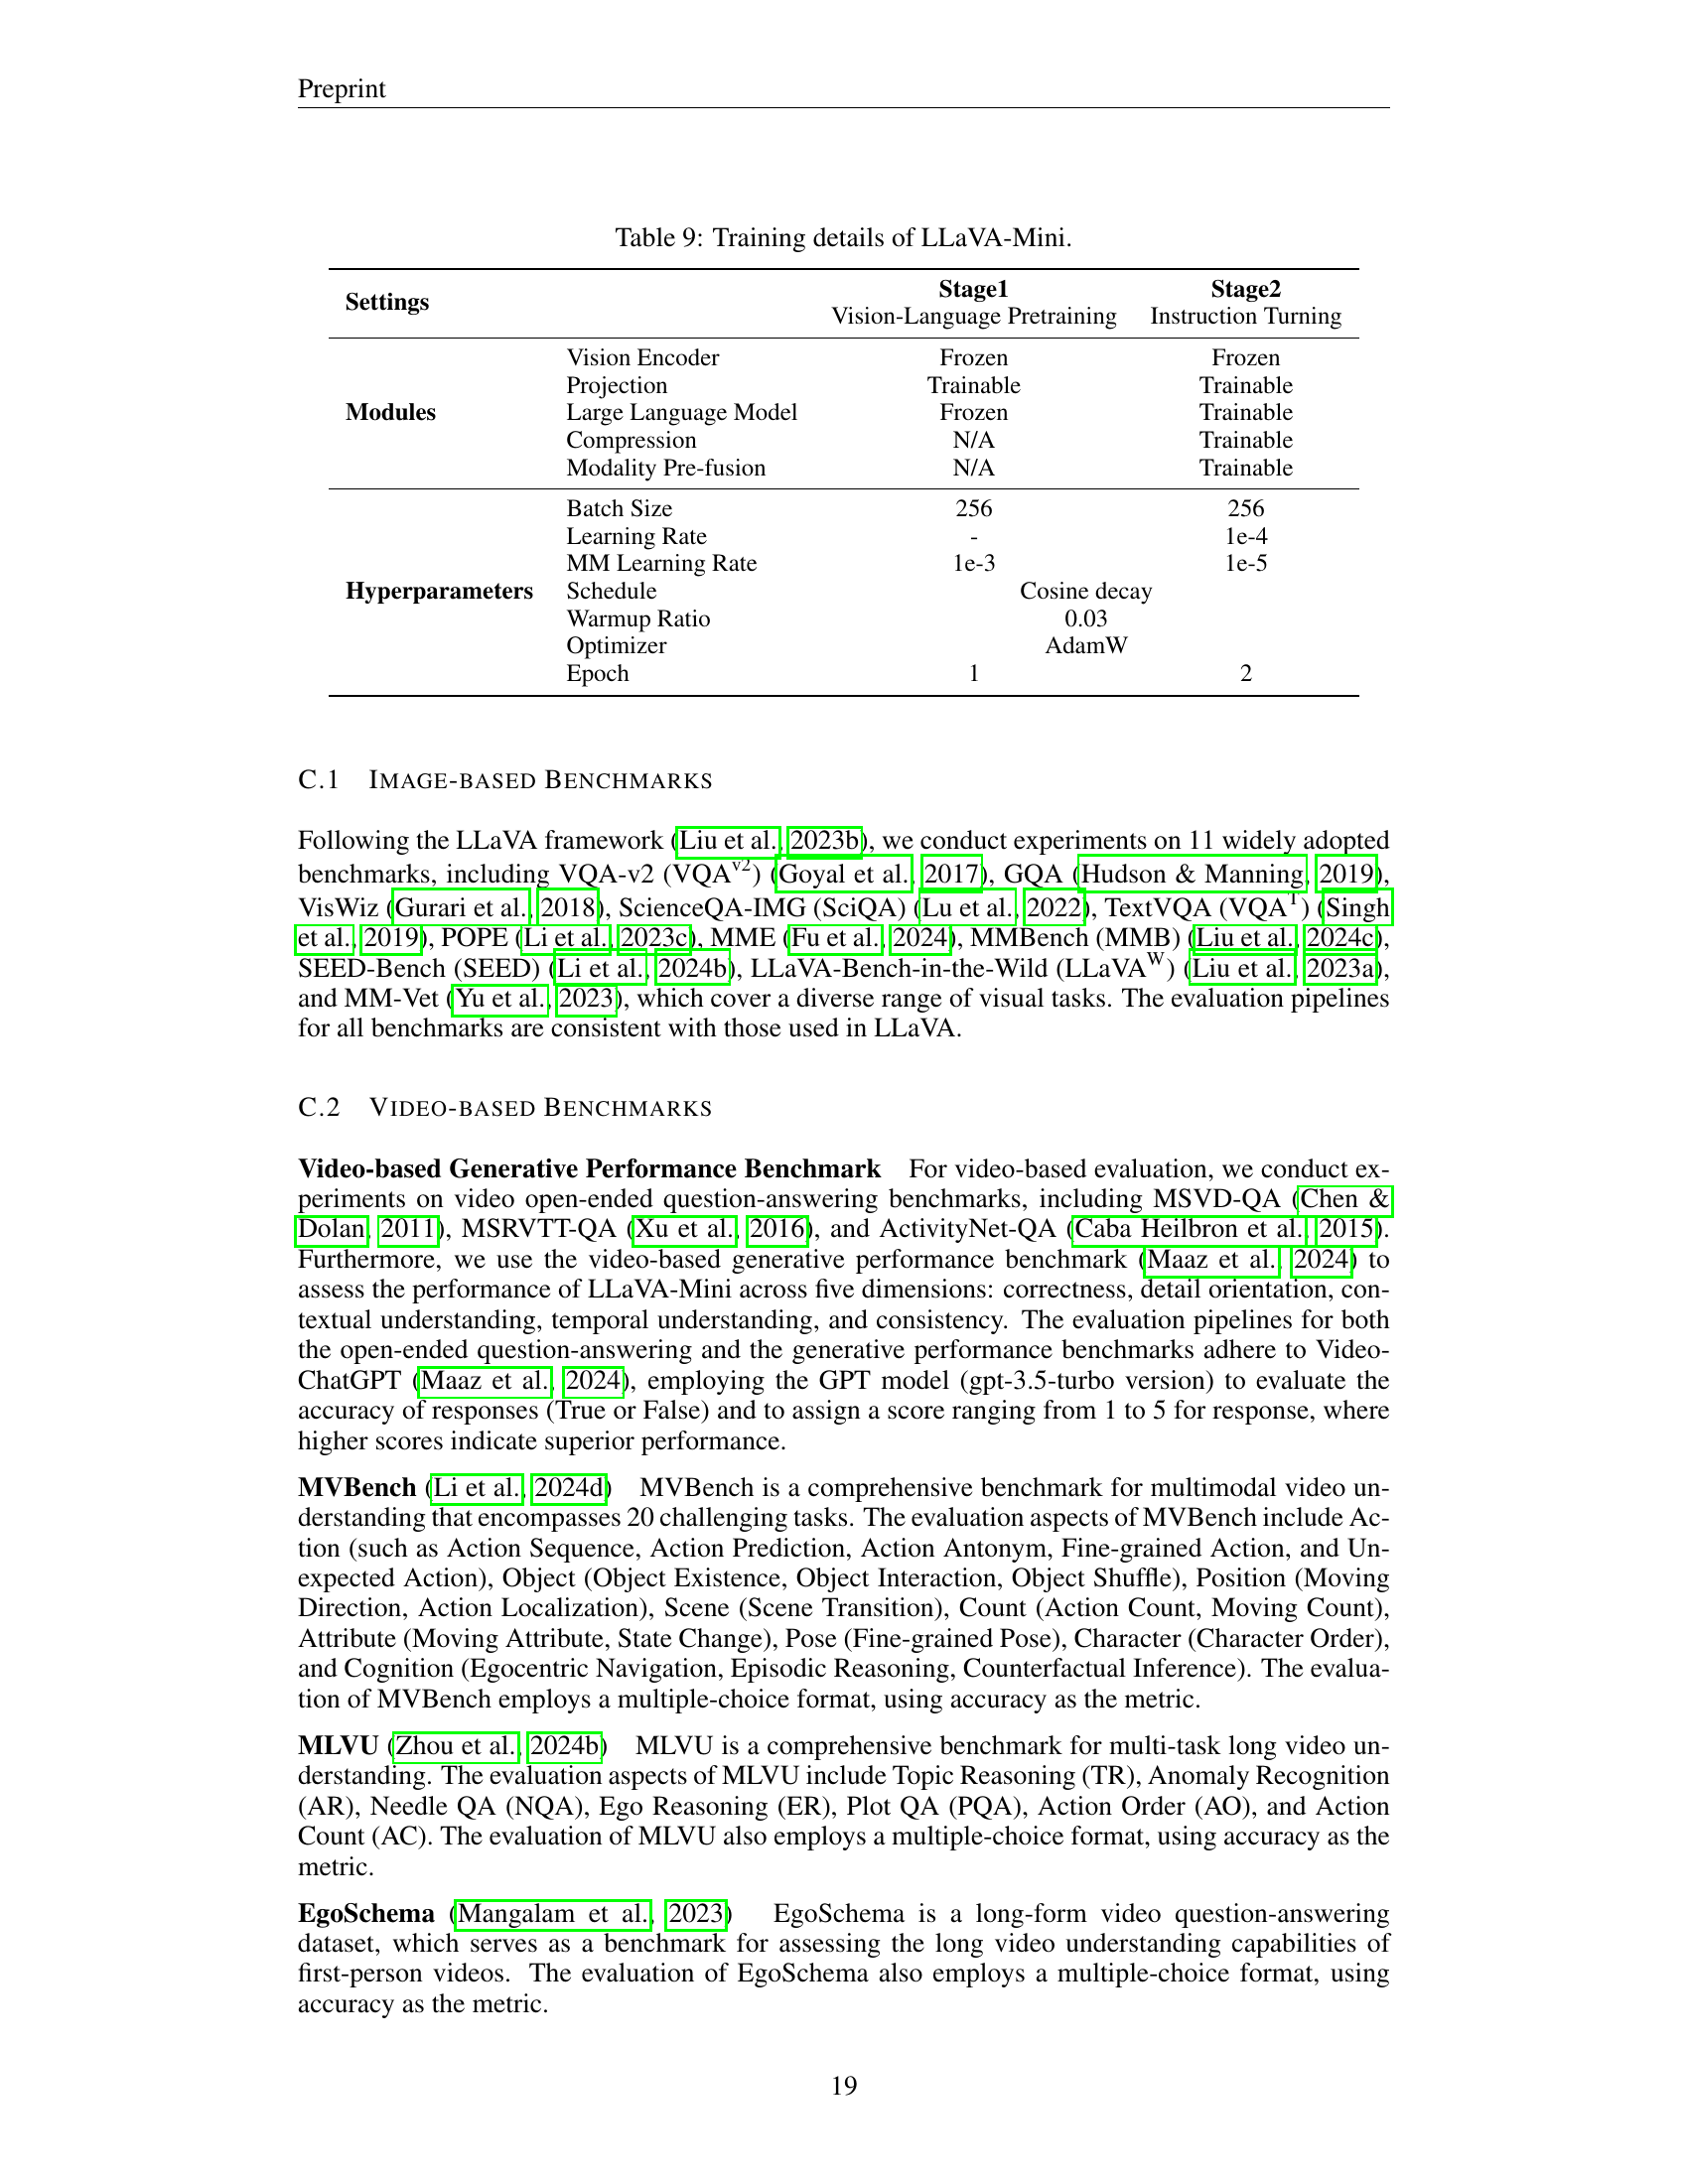 Preprint
Table 9: Training details of LLaVA-Mini.
Settings Stage1 Stage2
Vision-Language Pretraining Instruction Turning
Vision Encoder Frozen Frozen
Projection Trainable Trainable
Modules Large Language Model Frozen Trainable
Compression N/A Trainable
Modality Pre-fusion N/A Trainable
Batch Size 256 256
Learning Rate - 1e-4
MM Learning Rate 1e-3 1e-5
Hyperparameters Schedule Cosine decay
Warmup Ratio 0.03
Optimizer AdamW
Epoch 1 2
C.1 IMAGE-BASED BENCHMARKS
Following the LLaVA framework (Liu et al., 2023b), we conduct experiments on 11 widely adopted
benchmarks, including VQA-v2 (VQAv2) (Goyal et al., 2017), GQA (Hudson & Manning, 2019),
VisWiz (Gurari et al., 2018), ScienceQA-IMG (SciQA) (Lu et al., 2022), TextVQA (VQAT) (Singh
et al., 2019), POPE (Li et al., 2023c), MME (Fu et al., 2024), MMBench (MMB) (Liu et al., 2024c),
SEED-Bench (SEED) (Li et al., 2024b), LLaVA-Bench-in-the-Wild (LLaVAW) (Liu et al., 2023a),
and MM-Vet (Yu et al., 2023), which cover a diverse range of visual tasks. The evaluation pipelines
for all benchmarks are consistent with those used in LLaVA.
C.2 VIDEO-BASED BENCHMARKS
Video-based Generative Performance Benchmark For video-based evaluation, we conduct ex-
periments on video open-ended question-answering benchmarks, including MSVD-QA (Chen &
Dolan, 2011), MSRVTT-QA (Xu et al., 2016), and ActivityNet-QA (Caba Heilbron et al., 2015).
Furthermore, we use the video-based generative performance benchmark (Maaz et al., 2024) to
assess the performance of LLaVA-Mini across five dimensions: correctness, detail orientation, con-
textual understanding, temporal understanding, and consistency. The evaluation pipelines for both
the open-ended question-answering and the generative performance benchmarks adhere to Video-
ChatGPT (Maaz et al., 2024), employing the GPT model (gpt-3.5-turbo version) to evaluate the
accuracy of responses (True or False) and to assign a score ranging from 1 to 5 for response, where
higher scores indicate superior performance.
MVBench (Li et al., 2024d) MVBench is a comprehensive benchmark for multimodal video un-
derstanding that encompasses 20 challenging tasks. The evaluation aspects of MVBench include Ac-
tion (such as Action Sequence, Action Prediction, Action Antonym, Fine-grained Action, and Un-
expected Action), Object (Object Existence, Object Interaction, Object Shuffle), Position (Moving
Direction, Action Localization), Scene (Scene Transition), Count (Action Count, Moving Count),
Attribute (Moving Attribute, State Change), Pose (Fine-grained Pose), Character (Character Order),
and Cognition (Egocentric Navigation, Episodic Reasoning, Counterfactual Inference). The evalua-
tion of MVBench employs a multiple-choice format, using accuracy as the metric.
MLVU (Zhou et al., 2024b) MLVU is a comprehensive benchmark for multi-task long video un-
derstanding. The evaluation aspects of MLVU include Topic Reasoning (TR), Anomaly Recognition
(AR), Needle QA (NQA), Ego Reasoning (ER), Plot QA (PQA), Action Order (AO), and Action
Count (AC). The evaluation of MLVU also employs a multiple-choice format, using accuracy as the
metric.
EgoSchema (Mangalam et al., 2023) EgoSchema is a long-form video question-answering
dataset, which serves as a benchmark for assessing the long video understanding capabilities of
first-person videos. The evaluation of EgoSchema also employs a multiple-choice format, using
accuracy as the metric.
19